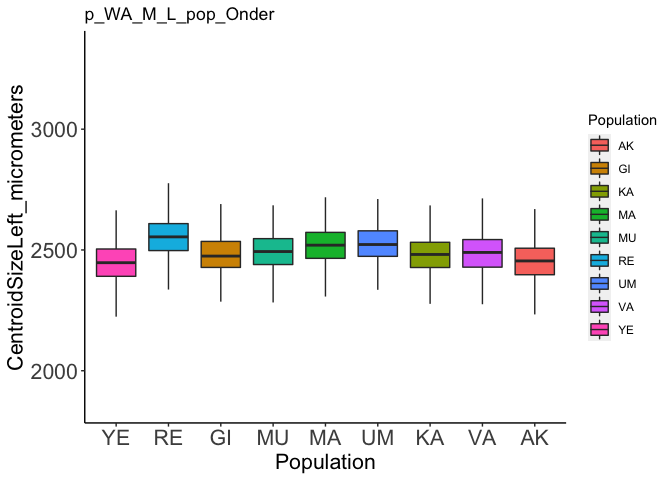 p_WA_M_L_pop_Onder
CentroidSizeLeft_micrometers
3000
2500
2000
YE RE GI MU MA UM KA VA AK
Population
Population
AK
GI
KA
MA
MU
RE
UM
VA
YE